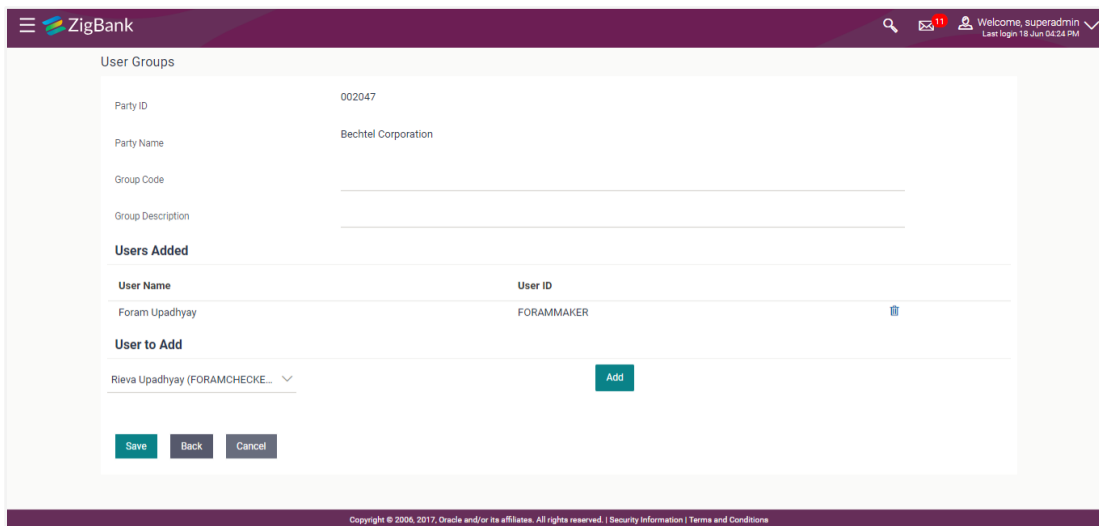 ZigBank
11
Welcome, superadmin
Last login 18 Jun 04:24 PM
User Groups
Party ID 002047
Party Name Bechtel Corporation
Group Code
Group Description
Users Added
User Name User ID
Foram Upadhyay FORAMMAKER
User to Add
Rieva Upadhyay (FORAMCHECKE... Add
Save Back Cancel
Copyright © 2006, 2017, Oracle and/or its affiliates. All rights reserved. | Security Information | Terms and Conditions